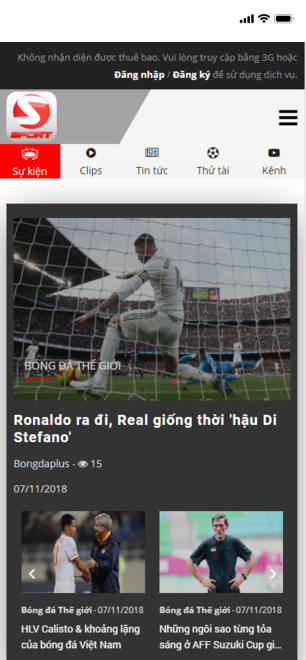 Không nhận diện được thuê bao. Vui lòng truy cập bằng 3G hoặc
Đăng nhập / Đăng ký để sử dụng dịch vụ.
SPORT
Sự kiện
Clips
Tin tức
Thử tài
Kênh
BÓNG ĐÁ THẾ GIỚI
Ronaldo ra đi, Real giống thời 'hậu Di
Stefano'
Bongdaplus - 15
07/11/2018
Bóng đá Thế giới - 07/11/2018
HLV Calisto & khoảng lặng
của bóng đá Việt Nam
Bóng đá Thế giới - 07/11/2018
Những ngôi sao từng tỏa
sáng ở AFF Suzuki Cup gi...